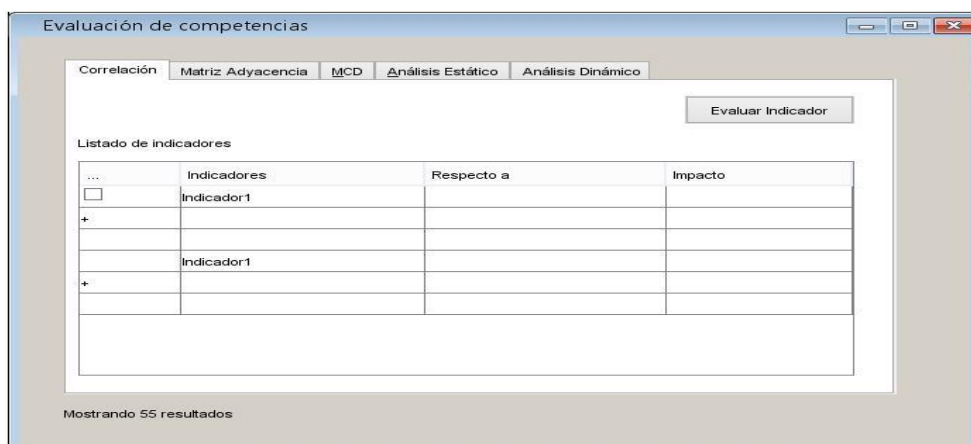 Evaluación de competencias
Correlación Matriz Adyacencia MCD Análisis Estático Análisis Dinámico
Evaluar Indicador
Listado de indicadores
... Indicadores Respecto a Impacto
Indicador1
+
Indicador1
+
Mostrando 55 resultados